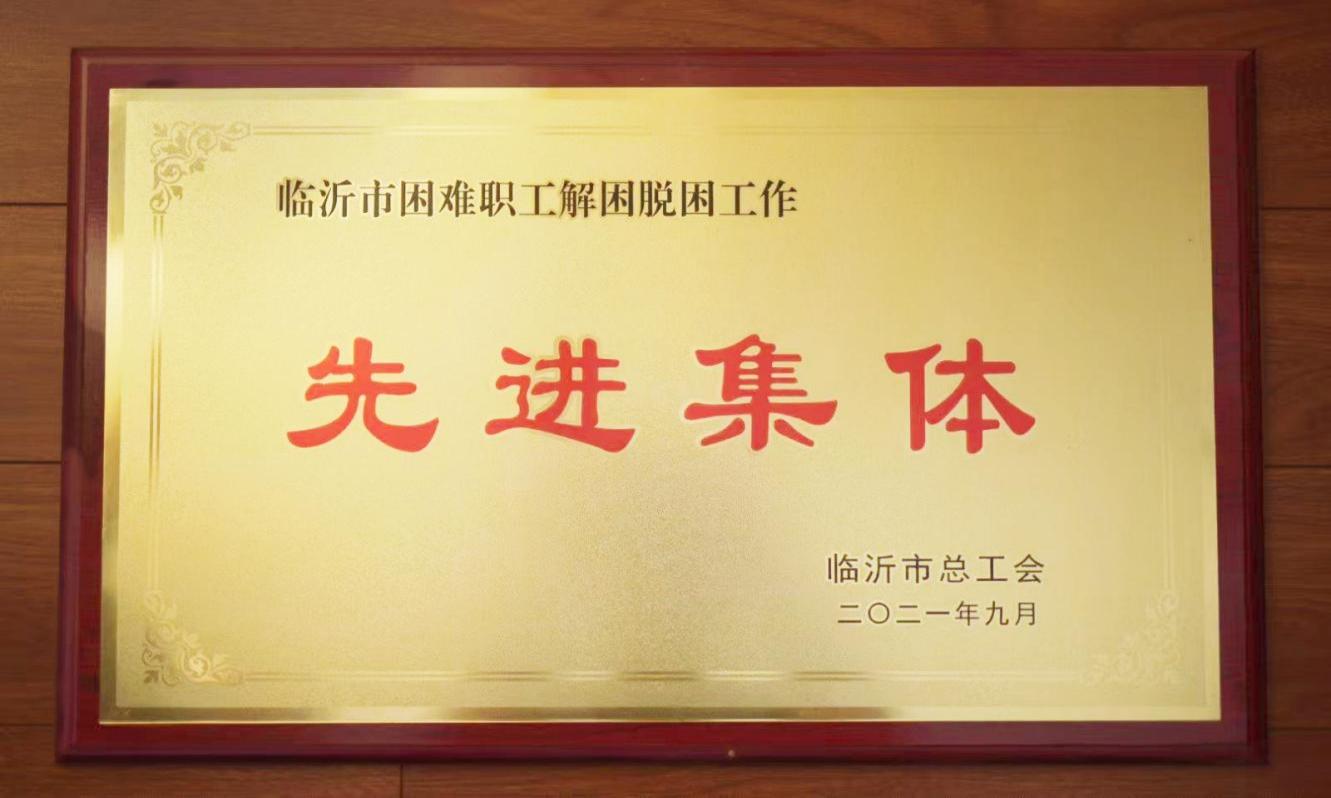 临沂市困难职工解困脱困工作
先进集体
临沂市总工会
二〇二一年九月